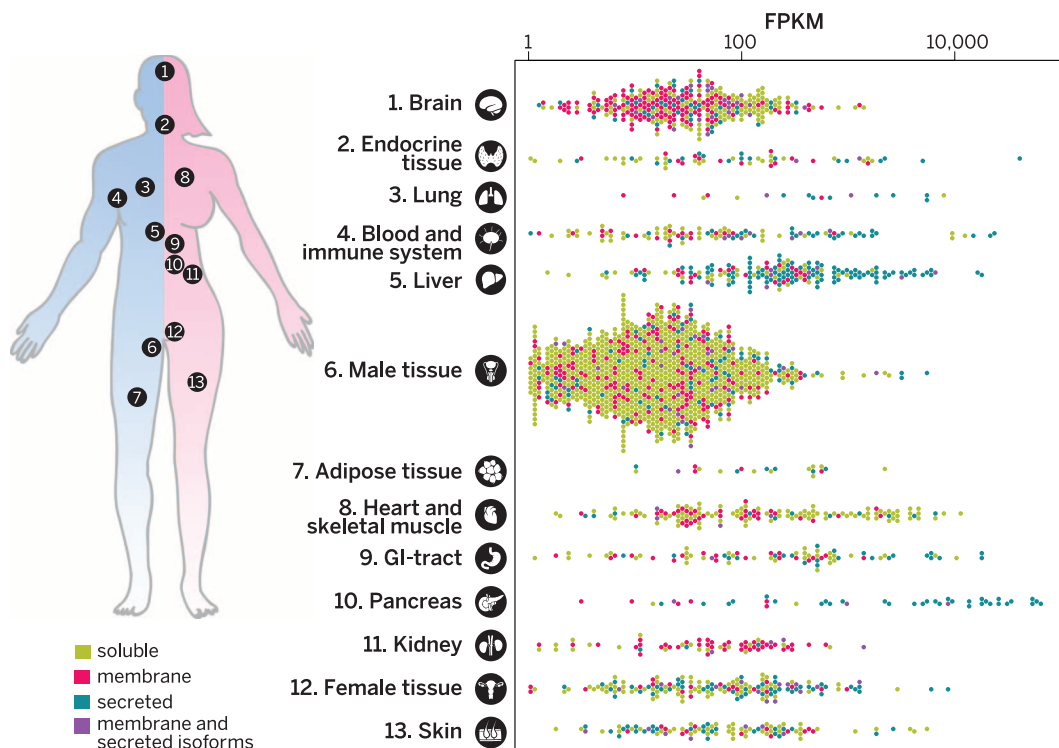 FPKM
1
100
10,000
1. Brain
2. Endocrine
tissue
3. Lung
4. Blood and
immune system
5. Liver
6. Male tissue
7. Adipose tissue
8. Heart and
skeletal muscle
9. GI-tract
10. Pancreas
11. Kidney
12. Female tissue
13. Skin
1
2
3
8
4
5
9
10
11
12
6
13
7
soluble
membrane
secreted
membrane and
secreted isoforms